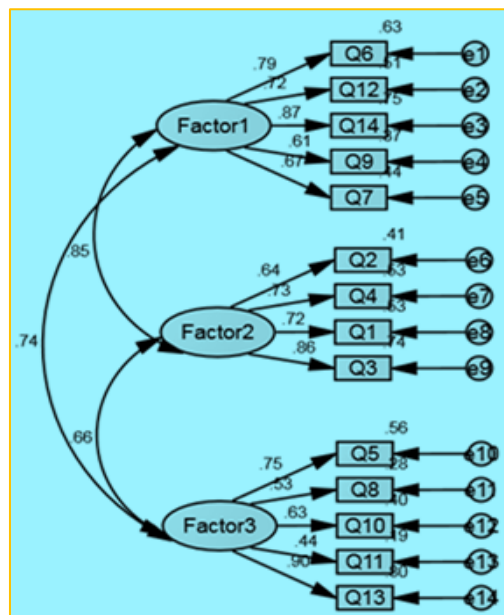 .63
.79 Q6 e1
.51
.72 Q12 e2
.75
Factor1 .87 Q14 e3
.37
.61 Q9 e4
.44
.67 Q7 e5
.85
.41
.64 Q2 e6
.53
.73 Q4 e7
.53
.74 Factor2 .72 Q1 e8
.74
.86 Q3 e9
.66
.56
.75 Q5 e10
.28
.53 Q8 e11
.40
Factor3 .63 Q10 e12
.19
.44 Q11 e13
.80
.90 Q13 e14